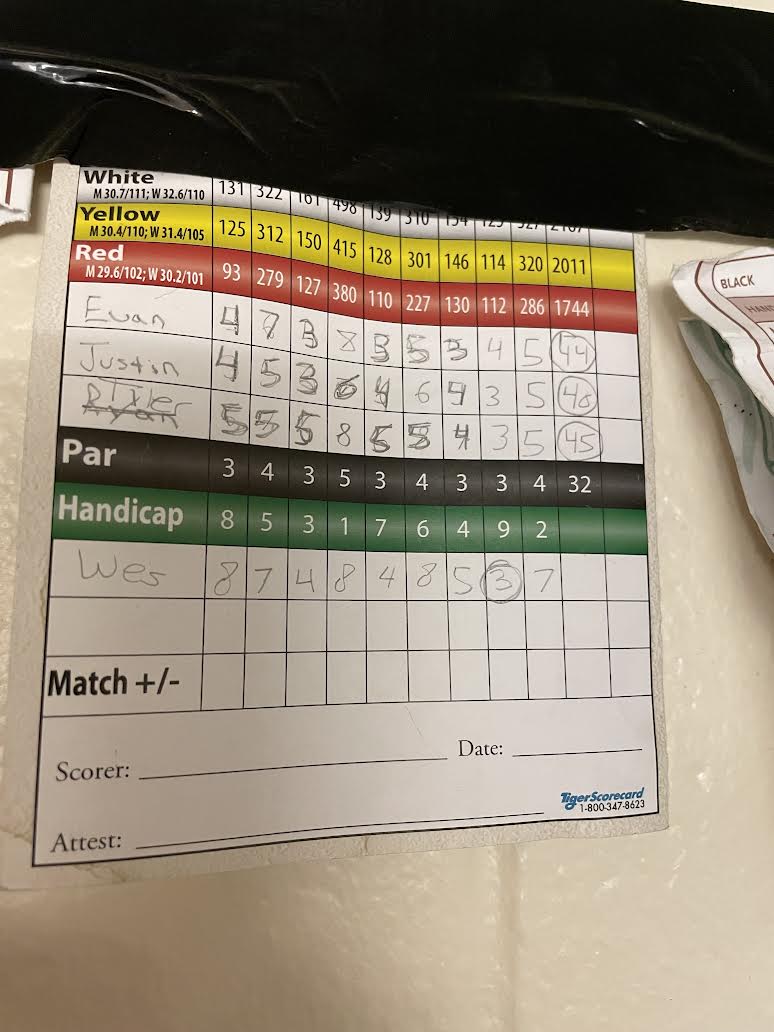 White
M 30.7/111; W 32.6/110 131 322 161 498 139 310 154 125 327 2167
Yellow
M 30.4/110; W 31.4/105 125 312 150 415 128 301 146 114 320 2011
Red
M 29.6/102; W 30.2/101 93 279 127 380 110 227 130 112 286 1744
Evan 4 7 3 8 3 5 3 4 5 44
Justin 4 5 3 6 4 6 4 3 5 40
Tyler 5 5 5 8 5 5 4 3 5 45
Par 3 4 3 5 3 4 3 3 4 32
Handicap 8 5 3 1 7 6 4 9 2
Wes 8 7 4 8 4 8 5 3 7
Match +/-
Scorer: Date:
TigerScorecard
1-800-347-8623
Attest:
BLACK